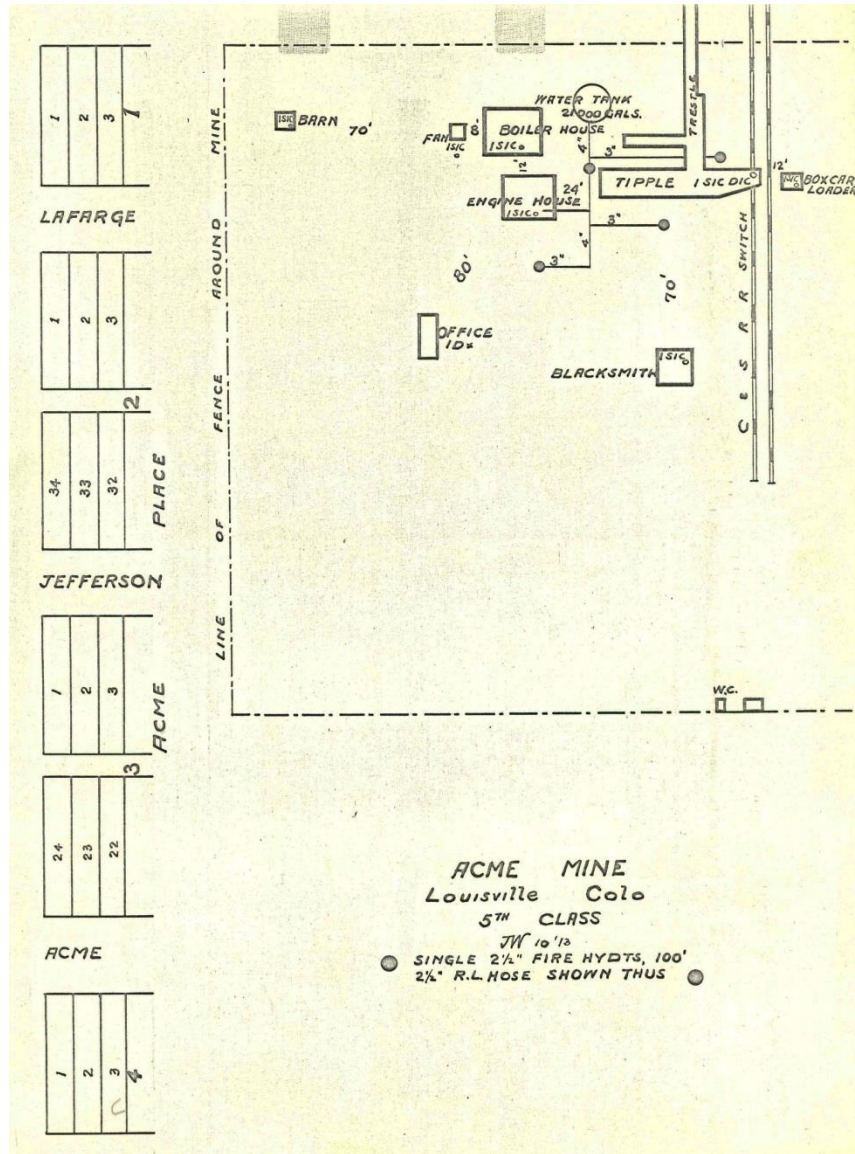 1
2
3
1
LAFARGE
1
2
3
2
34
33
32
PLACE
JEFFERSON
1
2
3
ACME
3
24
23
22
ACME
1
2
3
4
LINE OF FENCE AROUND MINE
1SIC
BARN
70'
FAN
1SIC
8'
WATER TANK
21000 GALS.
BOILER HOUSE
1SIC
12'
ENGINE HOUSE
1SIC
24'
4"
3"
4"
3"
3"
TRESTLE
TIPPLE 1SIC DIC
12'
BOXCAR
LOADER
80'
70'
OFFICE
1D×
BLACKSMITH
1SIC
C & S R R SWITCH
W.C.
ACME MINE
Louisville Colo
5TH CLASS
JW 10'13
SINGLE 2½" FIRE HYDTS, 100'
2½" R.L. HOSE SHOWN THUS